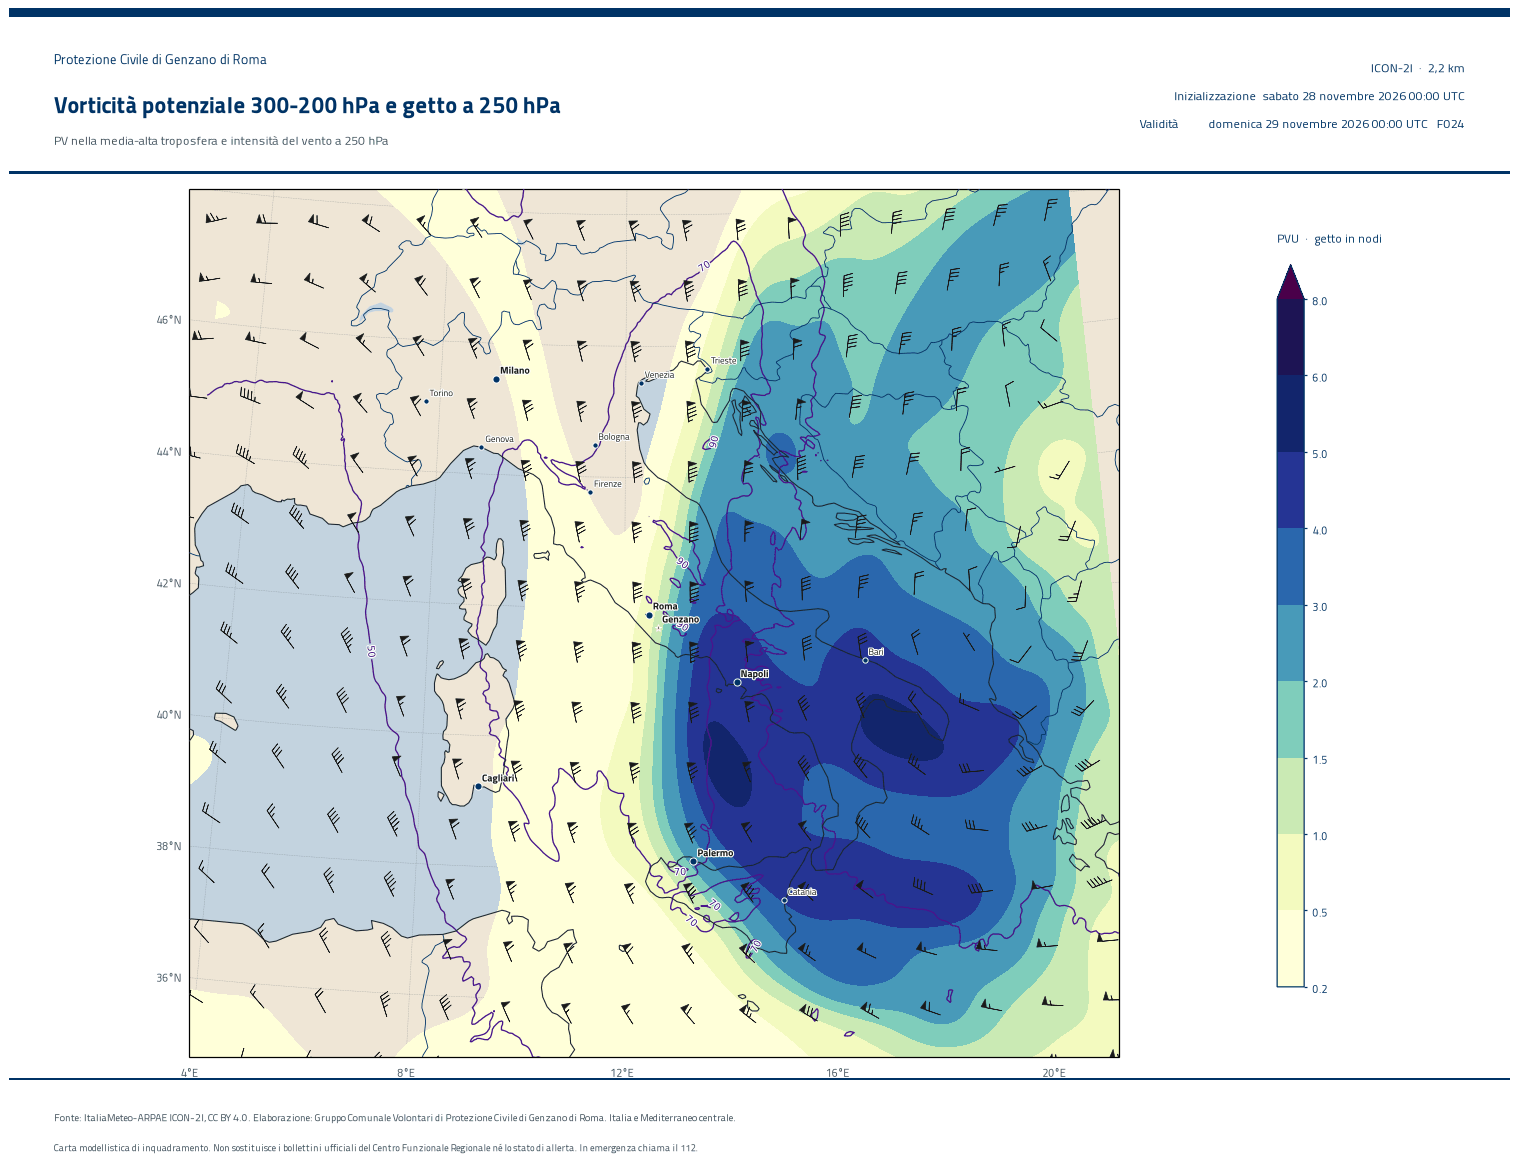 Protezione Civile di Genzano di Roma
Vorticità potenziale 300-200 hPa e getto a 250 hPa
PV nella media-alta troposfera e intensità del vento a 250 hPa
ICON-2I · 2,2 km
Inizializzazione sabato 28 novembre 2026 00:00 UTC
Validità domenica 29 novembre 2026 00:00 UTC F024
PVU · getto in nodi
8.0
6.0
5.0
4.0
3.0
2.0
1.5
1.0
0.5
0.2
46°N
44°N
42°N
40°N
38°N
36°N
4°E
8°E
12°E
16°E
20°E
70
Trieste
Venezia
Milano
Torino
Genova
Bologna
90
Firenze
90
Roma
Genzano
90
50
Bari
Napoli
Cagliari
Palermo
70
Catania
70
70
70
Fonte: ItaliaMeteo-ARPAE ICON-2I, CC BY 4.0. Elaborazione: Gruppo Comunale Volontari di Protezione Civile di Genzano di Roma. Italia e Mediterraneo centrale.
Carta modellistica di inquadramento. Non sostituisce i bollettini ufficiali del Centro Funzionale Regionale né lo stato di allerta. In emergenza chiama il 112.